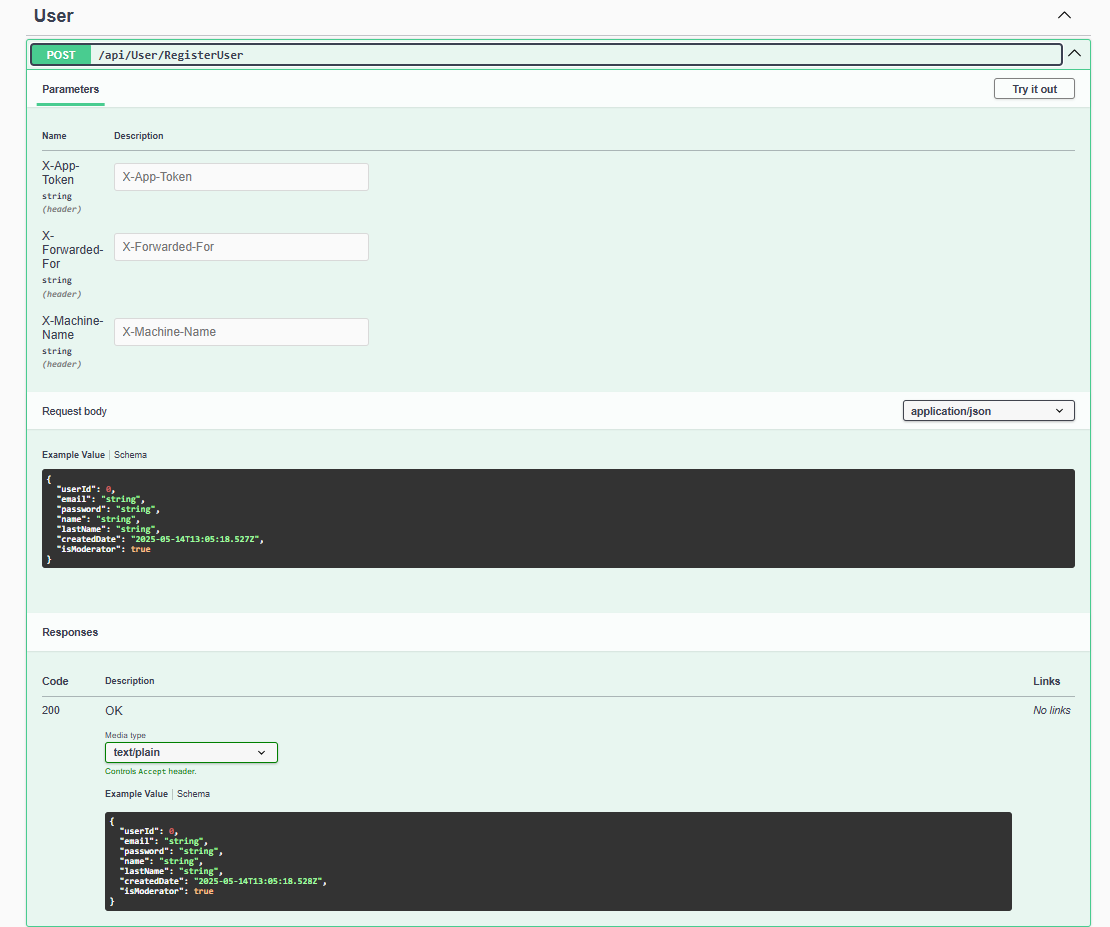 User
POST /api/User/RegisterUser
Parameters
Try it out
Name Description
X-App-
Token
string
(header)
X-App-Token
X-
Forwarded-
For
string
(header)
X-Forwarded-For
X-Machine-
Name
string
(header)
X-Machine-Name
Request body
application/json
Example Value | Schema
{
  "userId": 0,
  "email": "string",
  "password": "string",
  "name": "string",
  "lastName": "string",
  "createdDate": "2025-05-14T13:05:18.527Z",
  "isModerator": true
}
Responses
Code Description Links
200 OK No links
Media type
text/plain
Controls Accept header.
Example Value | Schema
{
  "userId": 0,
  "email": "string",
  "password": "string",
  "name": "string",
  "lastName": "string",
  "createdDate": "2025-05-14T13:05:18.528Z",
  "isModerator": true
}